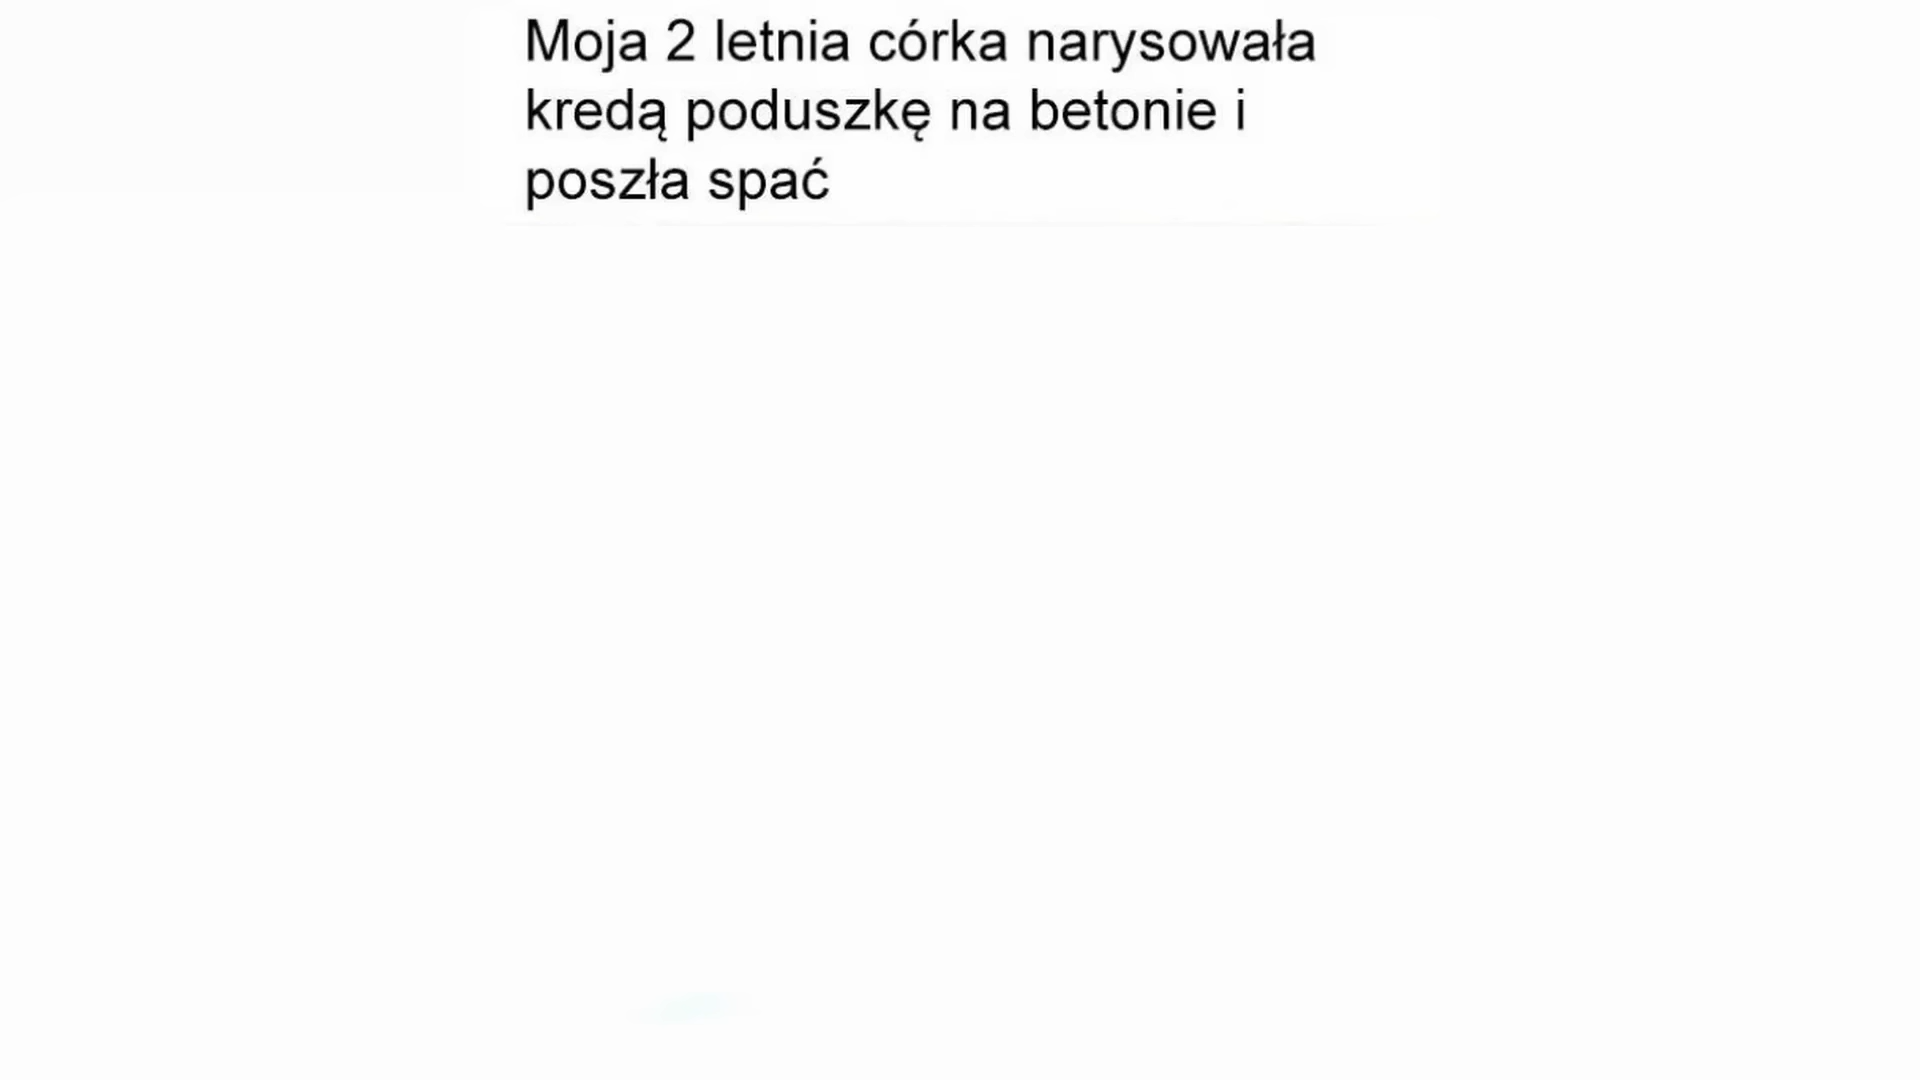 Moja 2 letnia córka narysowała
kredą poduszkę na betonie i
poszła spać